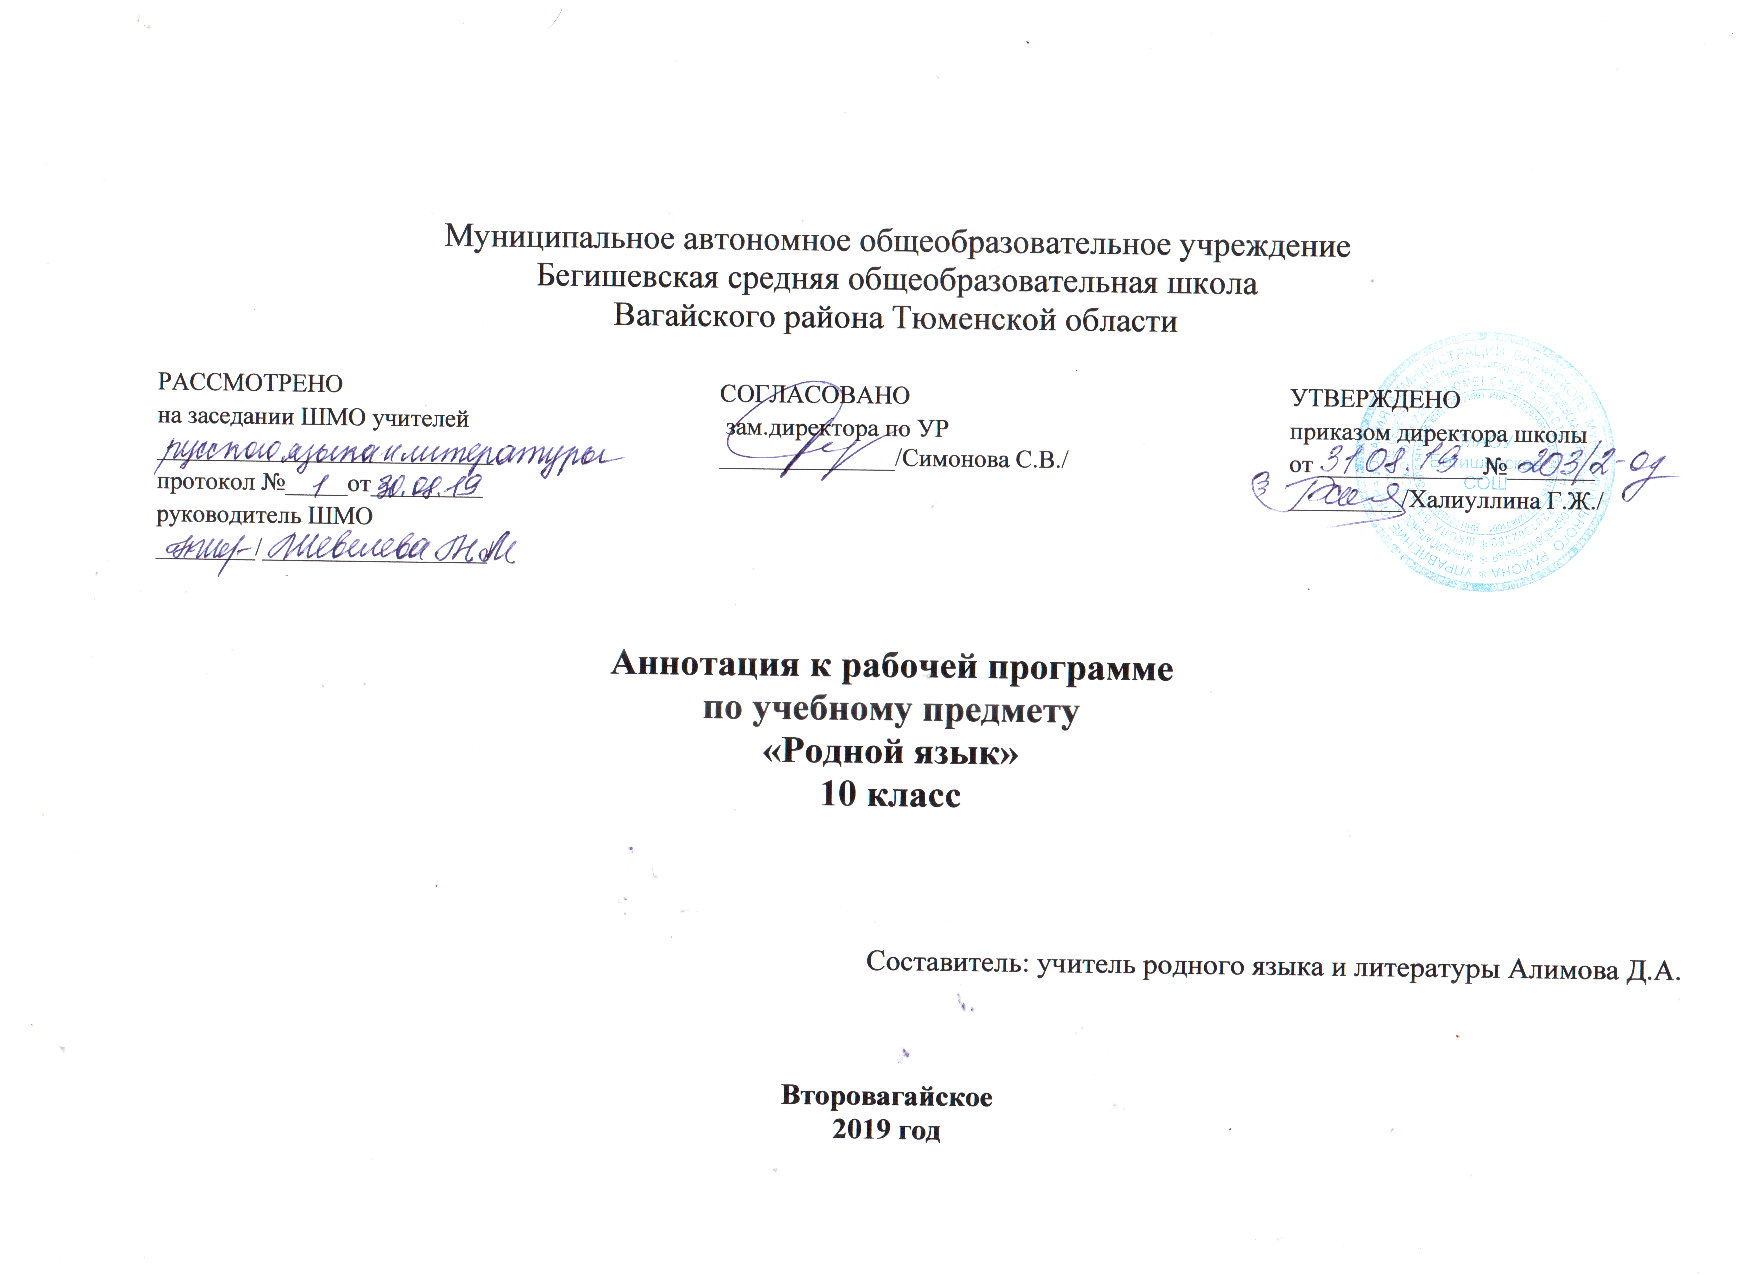 Муниципальное автономное общеобразовательное учреждение
Бегишевская средняя общеобразовательная школа
Вагайского района Тюменской области
РАССМОТРЕНО
на заседании ШМО учителей
русского языка и литературы
протокол № 1 от 30.08.19
руководитель ШМО
/ Шевелева Н.М
СОГЛАСОВАНО
зам.директора по УР
/Симонова С.В./
УТВЕРЖДЕНО
приказом директора школы
от 31.08.19 № 203/2-од
/Халиуллина Г.Ж./
СОШ
Аннотация к рабочей программе
по учебному предмету
«Родной язык»
10 класс
Составитель: учитель родного языка и литературы Алимова Д.А.
Второвагайское
2019 год